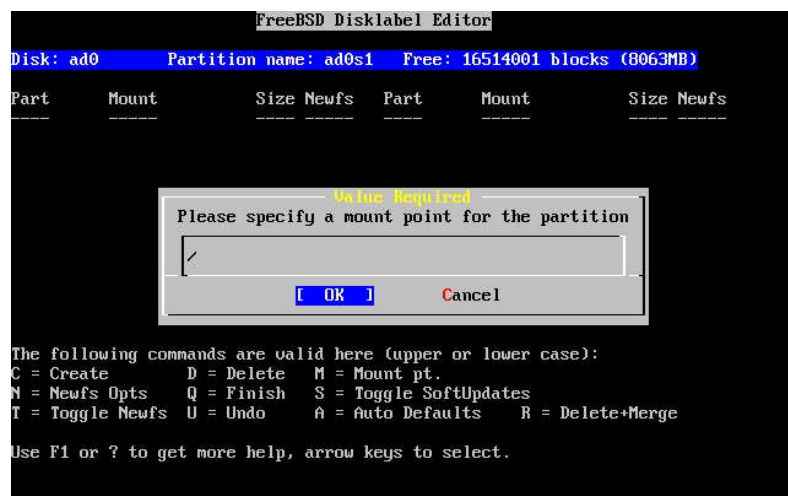 FreeBSD Disklabel Editor
Disk: ad0 Partition name: ad0s1 Free: 16514001 blocks (8063MB)
Part Mount Size Newfs Part Mount Size Newfs
---- ----- ---- ----- ---- ----- ---- -----
Value Required
Please specify a mount point for the partition
/
[ OK ] Cancel
The following commands are valid here (upper or lower case):
C = Create D = Delete M = Mount pt.
N = Newfs Opts Q = Finish S = Toggle SoftUpdates
T = Toggle Newfs U = Undo A = Auto Defaults R = Delete+Merge
Use F1 or ? to get more help, arrow keys to select.